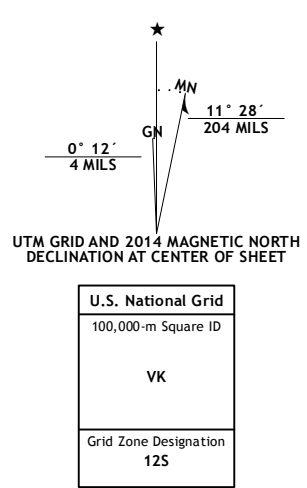 ★
MN
11° 28´
204 MILS
GN
0° 12´
4 MILS
UTM GRID AND 2014 MAGNETIC NORTH
DECLINATION AT CENTER OF SHEET
U.S. National Grid
100,000-m Square ID
VK
Grid Zone Designation
12S